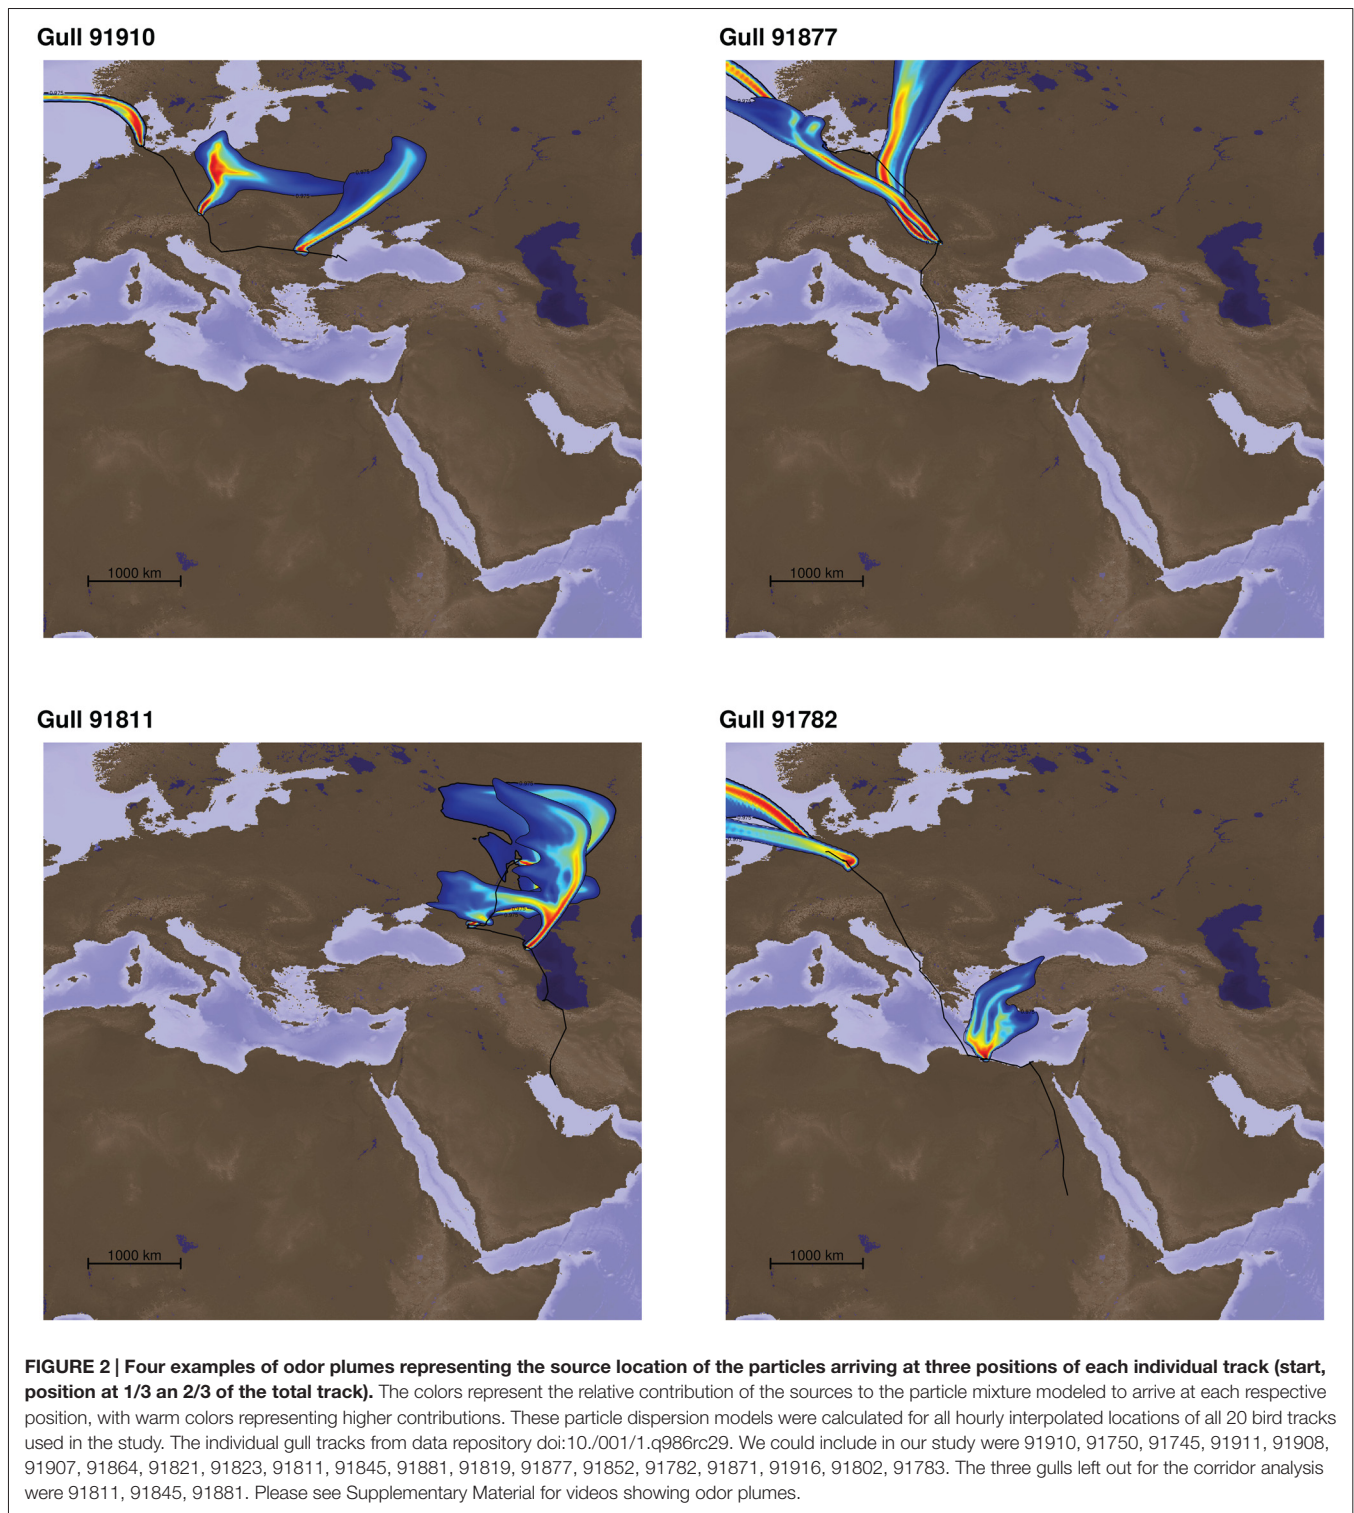 Gull 91910
Gull 91877
1000 km
1000 km
Gull 91811
Gull 91782
1000 km
1000 km
FIGURE 2 | Four examples of odor plumes representing the source location of the particles arriving at three positions of each individual track (start,
position at 1/3 an 2/3 of the total track). The colors represent the relative contribution of the sources to the particle mixture modeled to arrive at each respective
position, with warm colors representing higher contributions. These particle dispersion models were calculated for all hourly interpolated locations of all 20 bird tracks
used in the study. The individual gull tracks from data repository doi:10./001/1.q986rc29. We could include in our study were 91910, 91750, 91745, 91911, 91908,
91907, 91864, 91821, 91823, 91811, 91845, 91881, 91819, 91877, 91852, 91782, 91871, 91916, 91802, 91783. The three gulls left out for the corridor analysis
were 91811, 91845, 91881. Please see Supplementary Material for videos showing odor plumes.